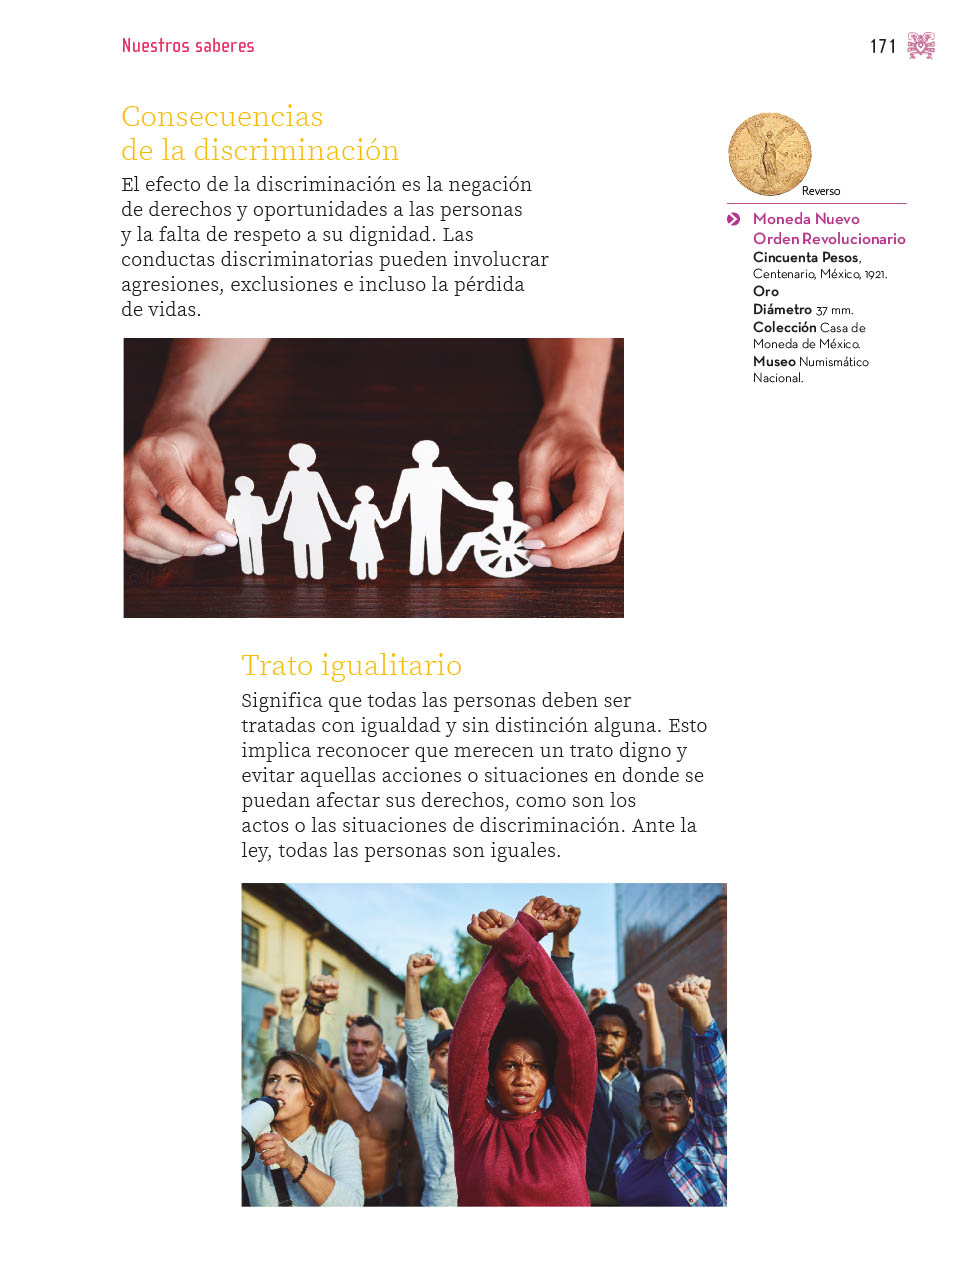 Nuestros saberes
171
Consecuencias
de la discriminación
El efecto de la discriminación es la negación
de derechos y oportunidades a las personas
y la falta de respeto a su dignidad. Las
conductas discriminatorias pueden involucrar
agresiones, exclusiones e incluso la pérdida
de vidas.
Reverso
Moneda Nuevo
Orden Revolucionario
Cincuenta Pesos,
Centenario, México, 1921.
Oro
Diámetro 37 mm.
Colección Casa de
Moneda de México.
Museo Numismático
Nacional.
Trato igualitario
Significa que todas las personas deben ser
tratadas con igualdad y sin distinción alguna. Esto
implica reconocer que merecen un trato digno y
evitar aquellas acciones o situaciones en donde se
puedan afectar sus derechos, como son los
actos o las situaciones de discriminación. Ante la
ley, todas las personas son iguales.